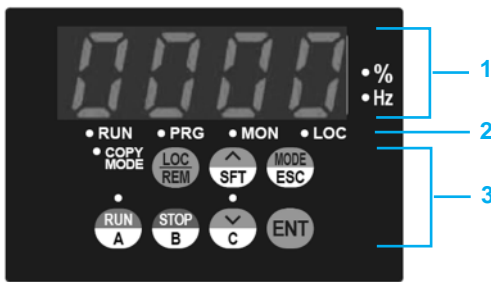 0000
%
Hz
1
RUN PRG MON LOC
2
COPY MODE
LOC REM
SFT
MODE ESC
3
RUN A
STOP B
C
ENT